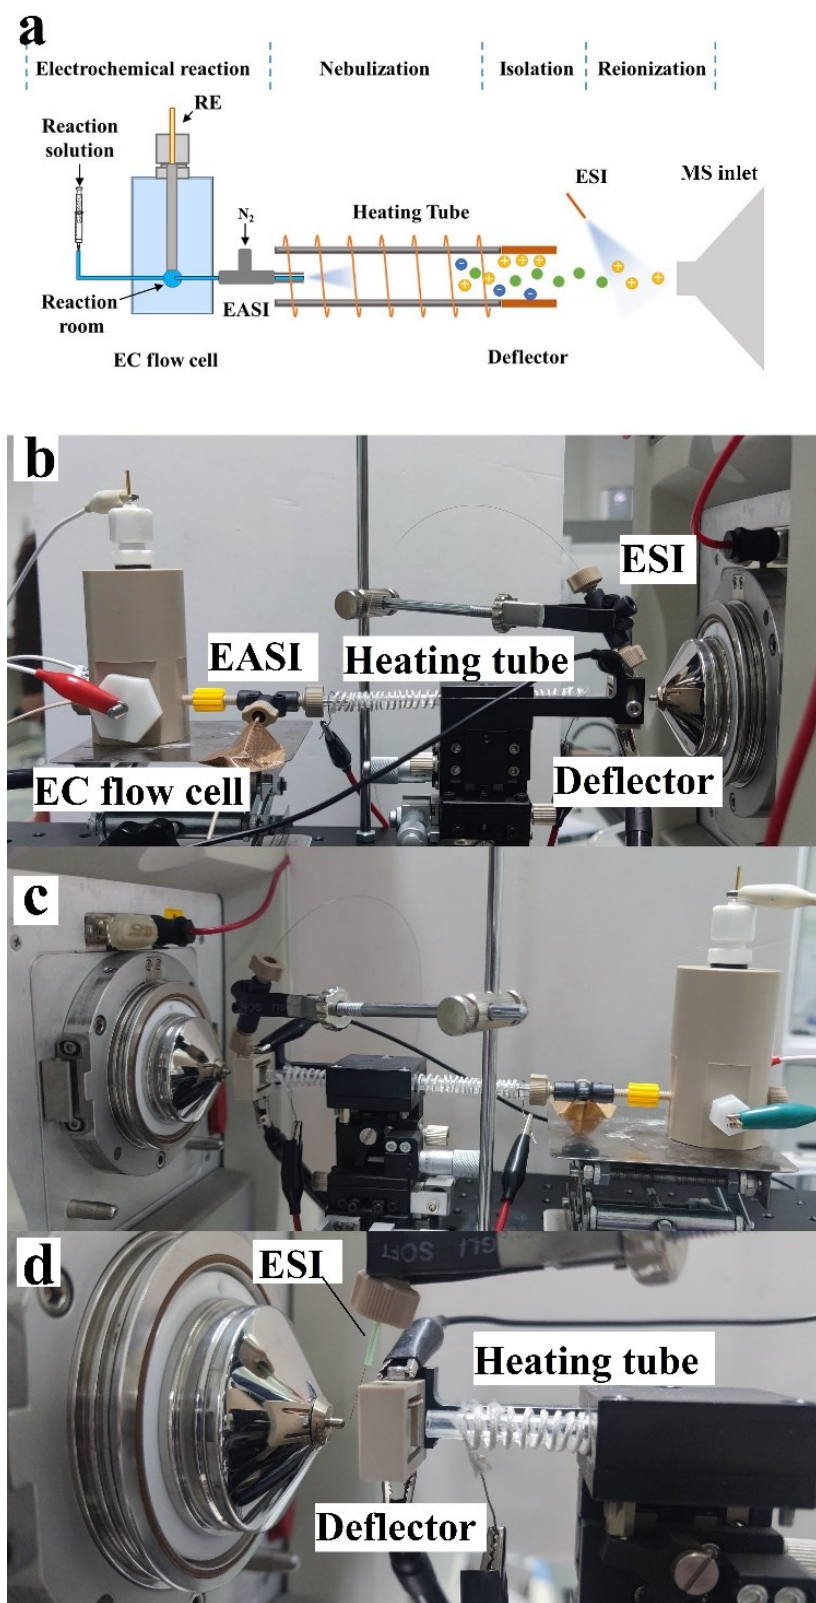 a
Electrochemical reaction
Nebulization
Isolation
Reionization
RE
Reaction
solution
N2
Heating Tube
ESI
MS inlet
Reaction
room
EASI
EC flow cell
Deflector
b
ESI
EASI
Heating tube
EC flow cell
Deflector
c
d
ESI
SOFT
Heating tube
Deflector